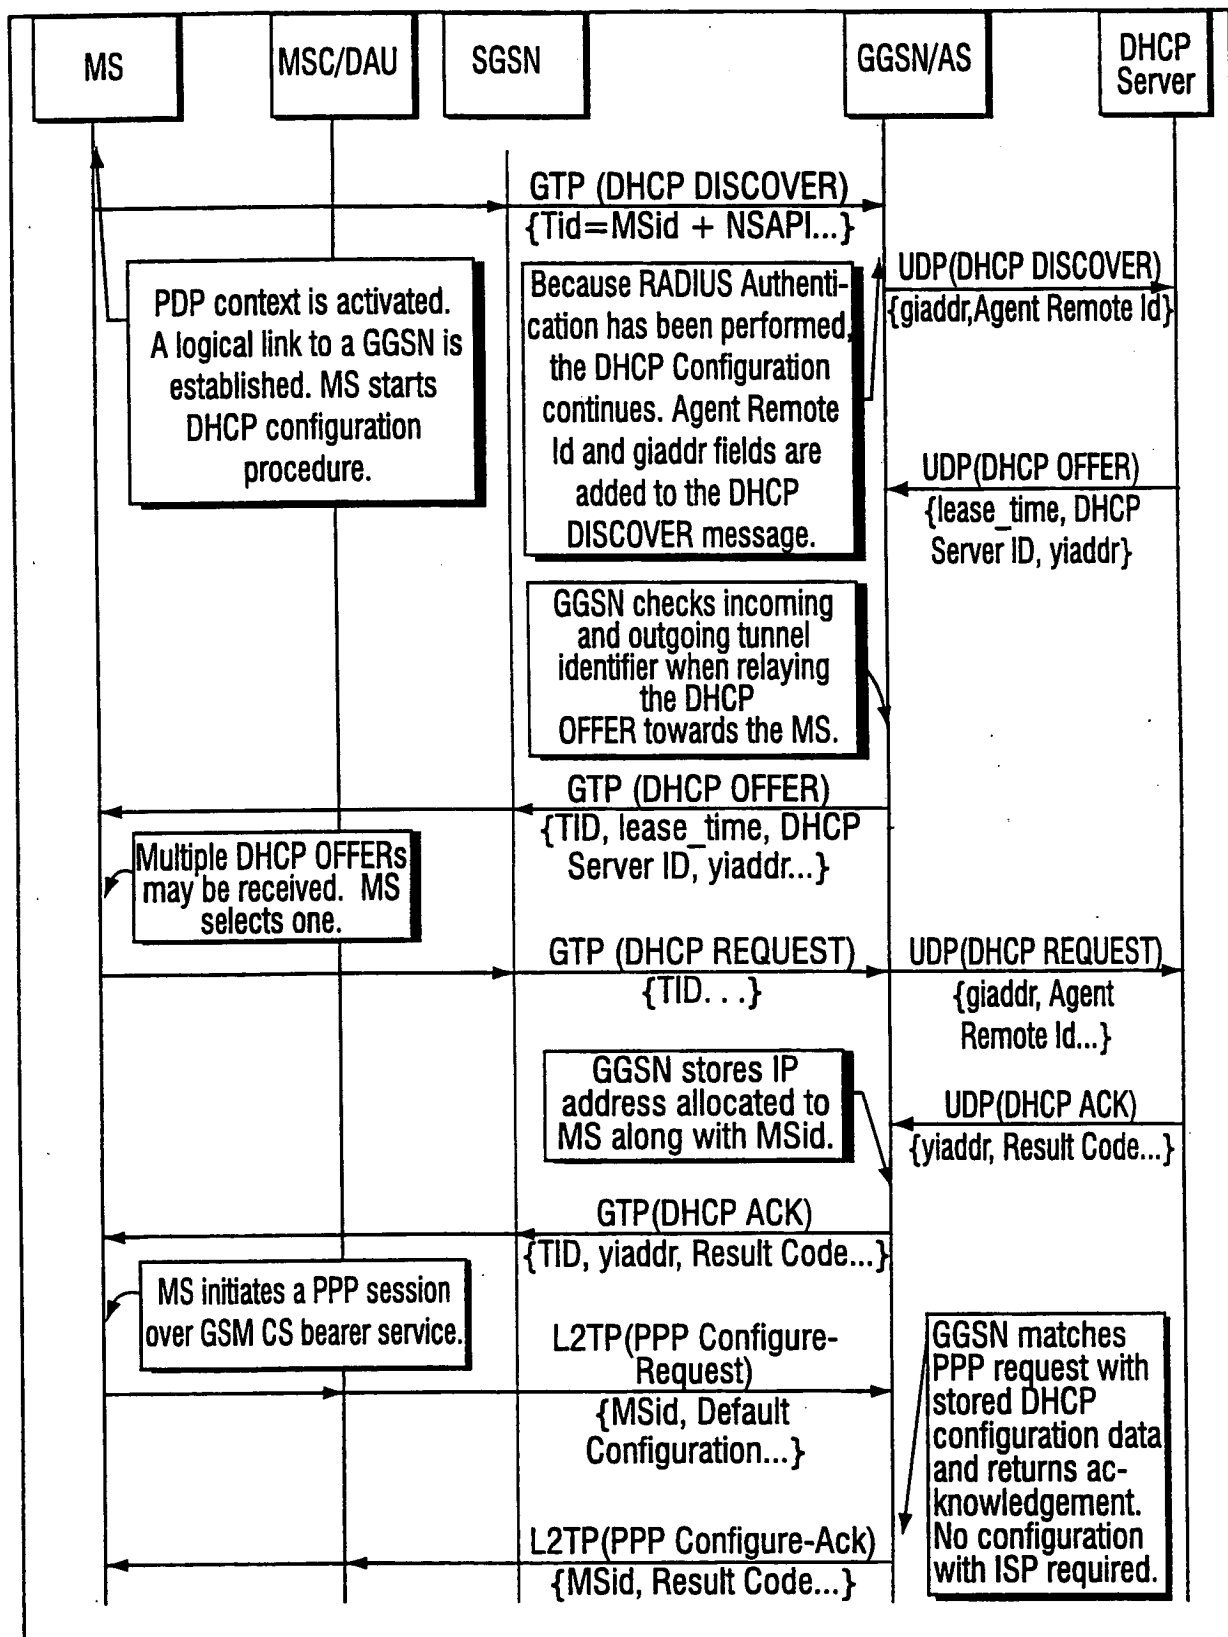 MS
MSC/DAU
SGSN
GGSN/AS
DHCP
Server
GTP (DHCP DISCOVER)
{Tid=MSid + NSAPI...}
PDP context is activated.
A logical link to a GGSN is
established. MS starts
DHCP configuration
procedure.
Because RADIUS Authenti-
cation has been performed,
the DHCP Configuration
continues. Agent Remote
Id and giaddr fields are
added to the DHCP
DISCOVER message.
UDP(DHCP DISCOVER)
{giaddr,Agent Remote Id}
UDP(DHCP OFFER)
{lease_time, DHCP
Server ID, yiaddr}
GGSN checks incoming
and outgoing tunnel
identifier when relaying
the DHCP
OFFER towards the MS.
GTP (DHCP OFFER)
{TID, lease_time, DHCP
Server ID, yiaddr...}
Multiple DHCP OFFERs
may be received. MS
selects one.
GTP (DHCP REQUEST)
{TID. . .}
UDP(DHCP REQUEST)
{giaddr, Agent
Remote Id...}
GGSN stores IP
address allocated to
MS along with MSid.
UDP(DHCP ACK)
{yiaddr, Result Code...}
GTP(DHCP ACK)
{TID, yiaddr, Result Code...}
MS initiates a PPP session
over GSM CS bearer service.
L2TP(PPP Configure-
Request)
{MSid, Default
Configuration...}
GGSN matches
PPP request with
stored DHCP
configuration data
and returns ac-
knowledgement.
No configuration
with ISP required.
L2TP(PPP Configure-Ack)
{MSid, Result Code...}